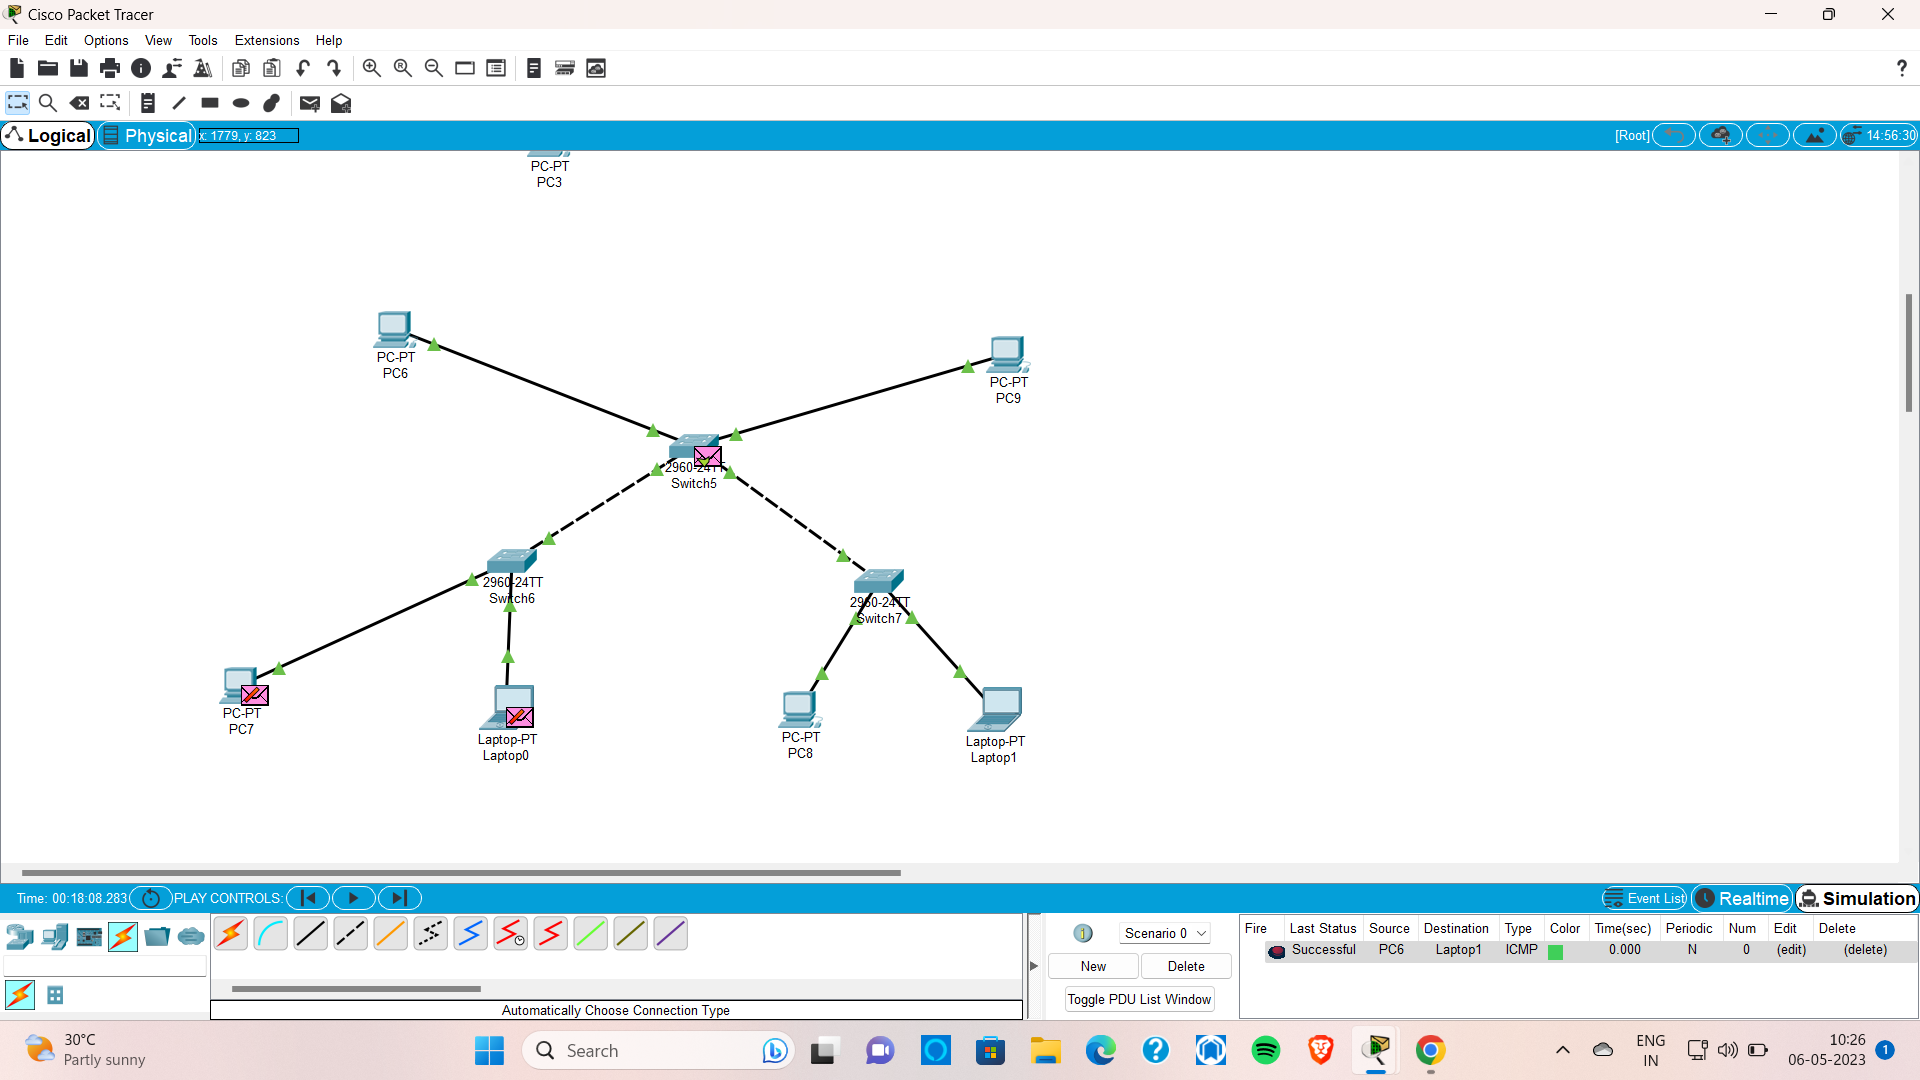 Cisco Packet Tracer
File Edit Options View Tools Extensions Help
?
Logical Physical x: 1779, y: 823 [Root] 14:56:30
PC-PT
PC3
PC-PT
PC6
PC-PT
PC9
2960-24TT
Switch5
2960-24TT
Switch6
2960-24TT
Switch7
PC-PT
PC7
Laptop-PT
Laptop0
PC-PT
PC8
Laptop-PT
Laptop1
Time: 00:18:08.283 PLAY CONTROLS: Event List Realtime Simulation
Scenario 0
New Delete
Toggle PDU List Window
Fire Last Status Source Destination Type Color Time(sec) Periodic Num Edit Delete
Successful PC6 Laptop1 ICMP 0.000 N 0 (edit) (delete)
Automatically Choose Connection Type
30°C
Partly sunny
Search
ENG
IN
10:26
06-05-2023
1